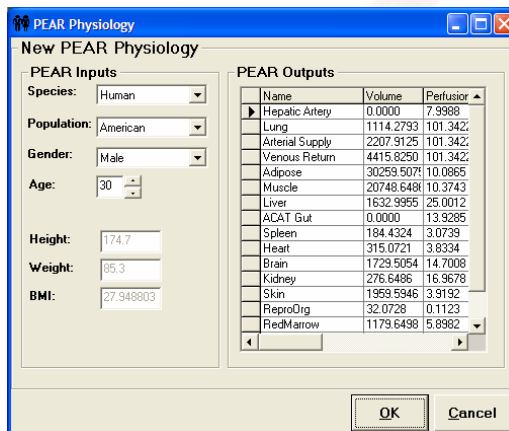 PEAR Physiology
New PEAR Physiology
PEAR Inputs
Species: Human
Population: American
Gender: Male
Age: 30
Height: 174.7
Weight: 85.3
BMI: 27.948803
PEAR Outputs
Name Volume Perfusion
Hepatic Artery 0.0000 7.9988
Lung 1114.2793 101.342
Arterial Supply 2207.9125 101.342
Venous Return 4415.8250 101.342
Adipose 30259.507 10.0865
Muscle 20748.648 10.3743
Liver 1632.9955 25.0012
ACAT Gut 0.0000 13.9285
Spleen 184.4324 3.0739
Heart 315.0721 3.8334
Brain 1729.5054 14.7008
Kidney 276.6486 16.9678
Skin 1959.5946 3.9192
ReproOrg 32.0728 0.1123
RedMarrow 1179.6498 5.8982
OK Cancel